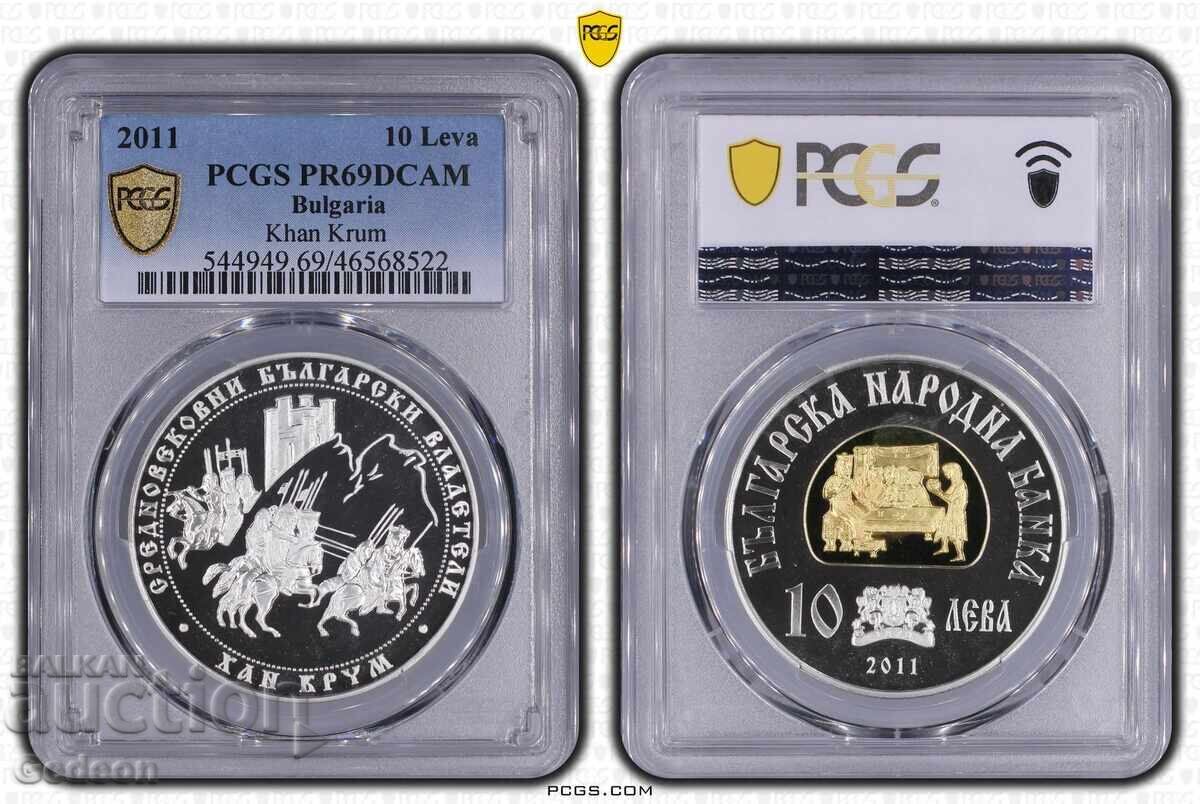 PCGS
2011 10 Leva
PCGS PR69DCAM
PCGS
Bulgaria
Khan Krum
544949.69/46568522
PCGS
СРЕДНОВЕКОВНИ БЪЛГАРСКИ ВЛАДЕТЕЛИ
ХАН КРУМ
БЪЛГАРСКА НАРОДНА БАНКА
10 ЛЕВА
2011
BALKAN
auction
Gedeon
PCGS.COM